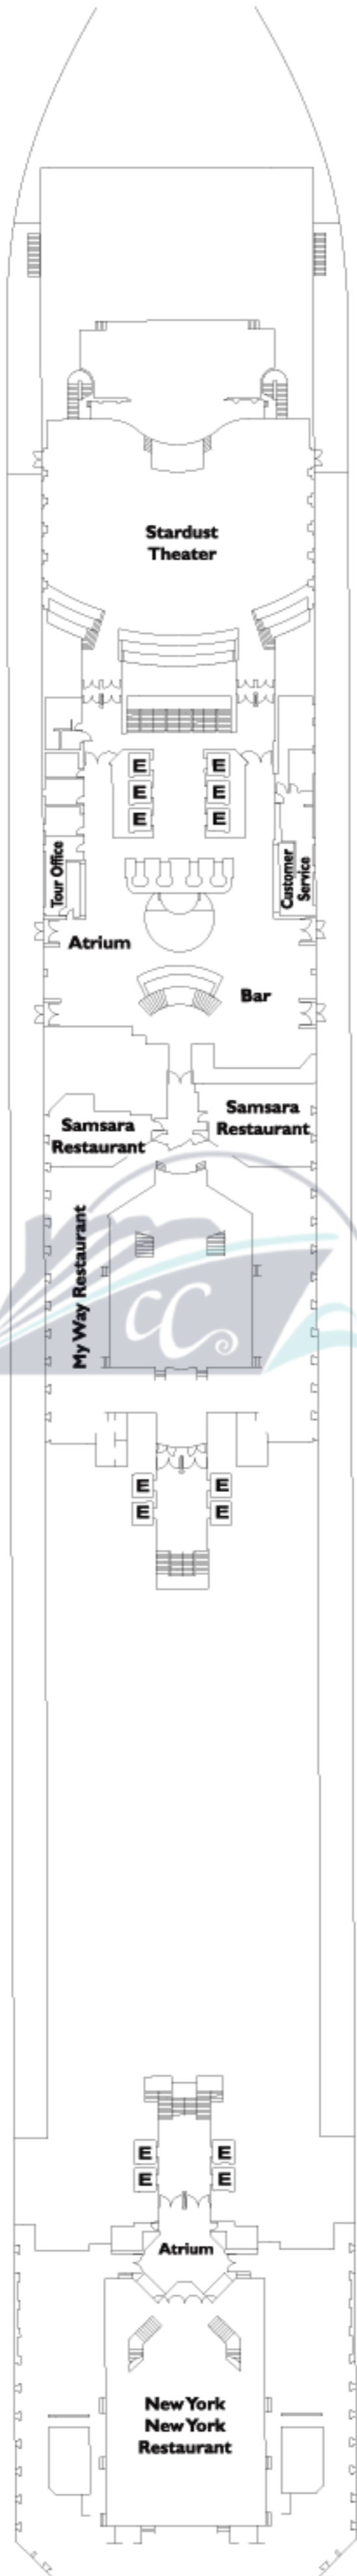 Stardust
Theater
E
E
E
E
E
E
Tour Office
Customer
Service
Atrium
Bar
Samsara
Restaurant
Samsara
Restaurant
My Way Restaurant
CC
E
E
E
E
E
E
E
E
Atrium
New York
New York
Restaurant